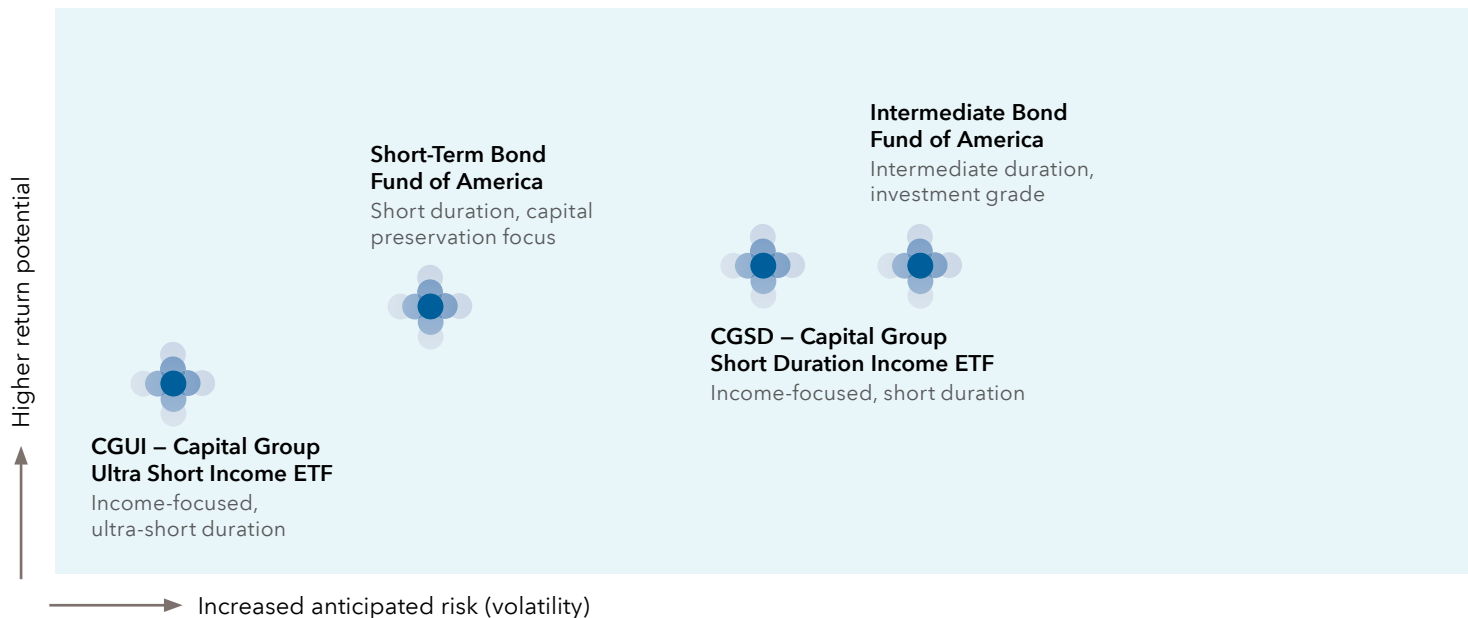 Higher return potential
Intermediate Bond
Fund of America
Intermediate duration,
investment grade
Short-Term Bond
Fund of America
Short duration, capital
preservation focus
CGSD – Capital Group
Short Duration Income ETF
Income-focused, short duration
CGUI – Capital Group
Ultra Short Income ETF
Income-focused,
ultra-short duration
Increased anticipated risk (volatility)